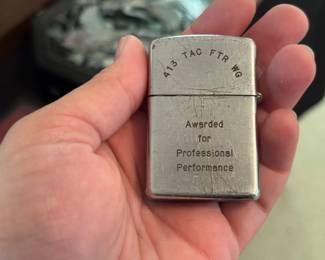 413 TAC FTR WG
Awarded
for
Professional
Performance